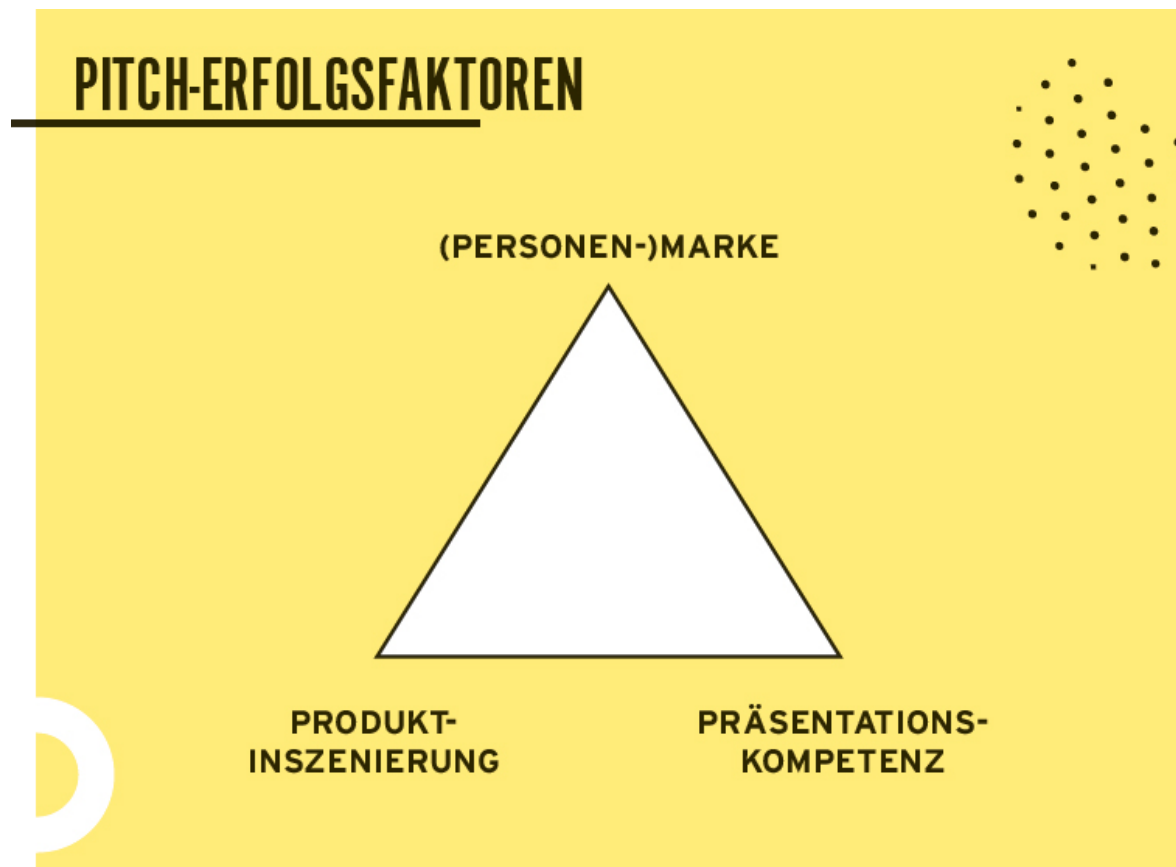 PITCH-ERFOLGSFAKTOREN
(PERSONEN-)MARKE
PRODUKT-
INSZENIERUNG
PRÄSENTATIONS-
KOMPETENZ